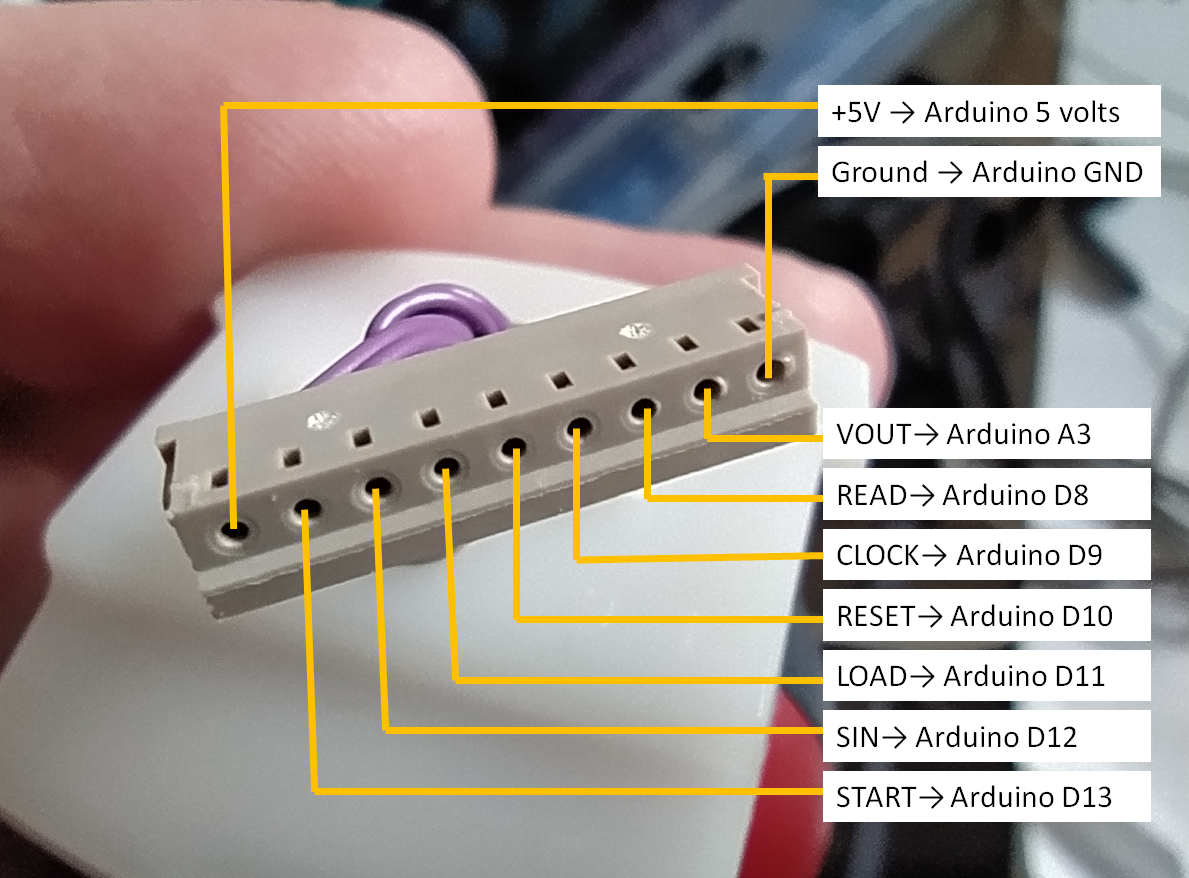 +5V → Arduino 5 volts
Ground → Arduino GND
VOUT→ Arduino A3
READ→ Arduino D8
CLOCK→ Arduino D9
RESET→ Arduino D10
LOAD→ Arduino D11
SIN→ Arduino D12
START→ Arduino D13